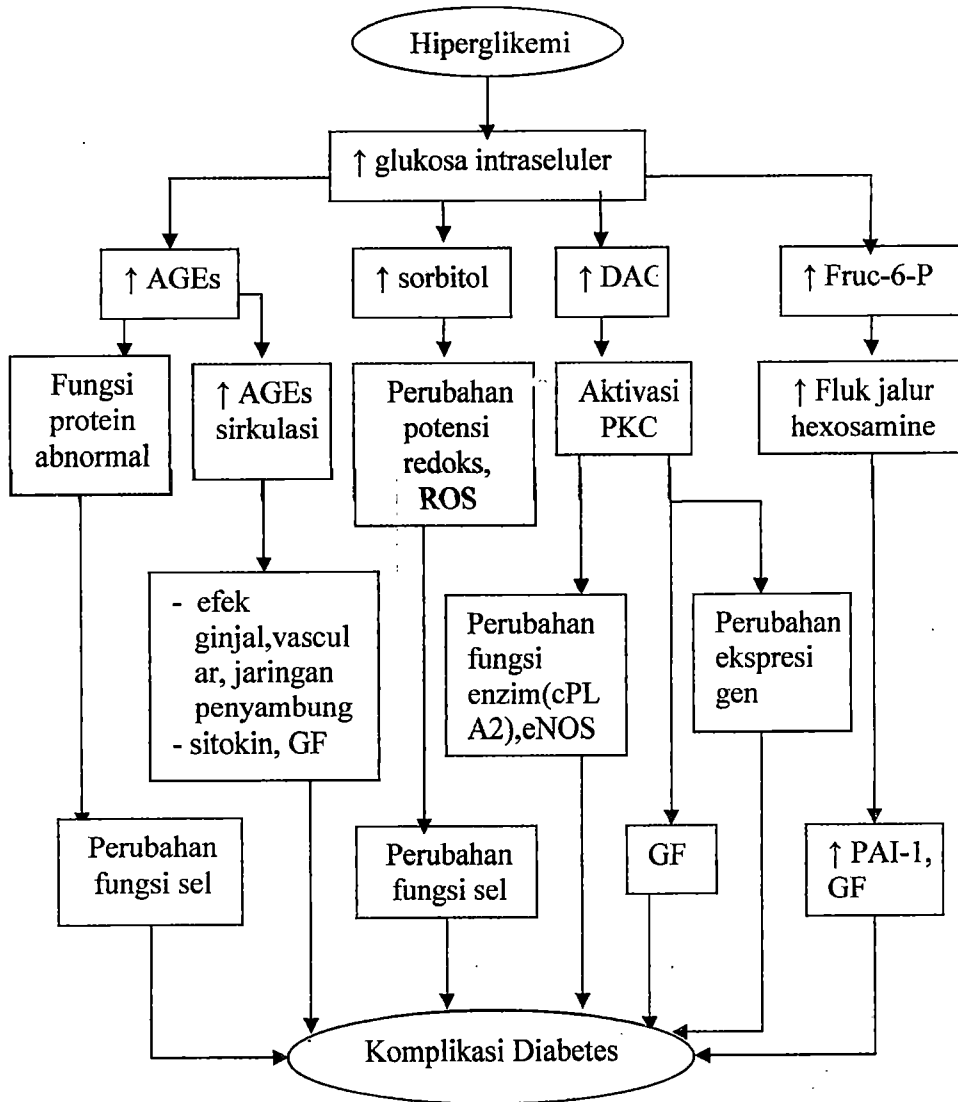 Hiperglikemi
↑ glukosa intraseluler
↑ AGEs
↑ sorbitol
↑ DAG
↑ Fruc-6-P
Fungsi
protein
abnormal
↑ AGEs
sirkulasi
Perubahan
potensi
redoks,
ROS
Aktivasi
PKC
↑ Fluk jalur
hexosamine
- efek
ginjal,vascul
ar, jaringan
penyambung
- sitokin, GF
Perubahan
fungsi
enzim(cPL
A2),eNOS
Perubahan
ekspresi
gen
Perubahan
fungsi sel
Perubahan
fungsi sel
GF
↑ PAI-1,
GF
Komplikasi Diabetes